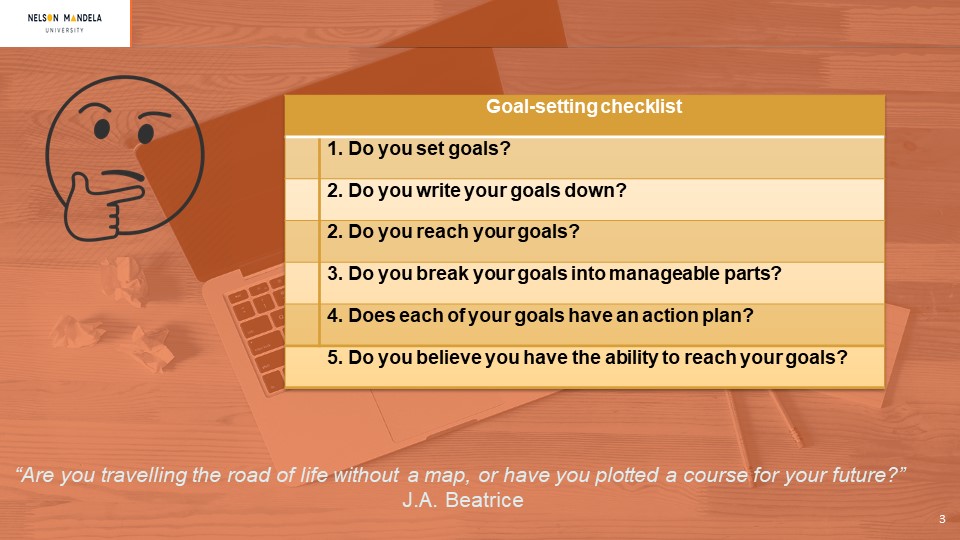 NELSON MANDELA
UNIVERSITY
Goal-setting checklist
1. Do you set goals?
2. Do you write your goals down?
2. Do you reach your goals?
3. Do you break your goals into manageable parts?
4. Does each of your goals have an action plan?
5. Do you believe you have the ability to reach your goals?
“Are you travelling the road of life without a map, or have you plotted a course for your future?”
J.A. Beatrice
3